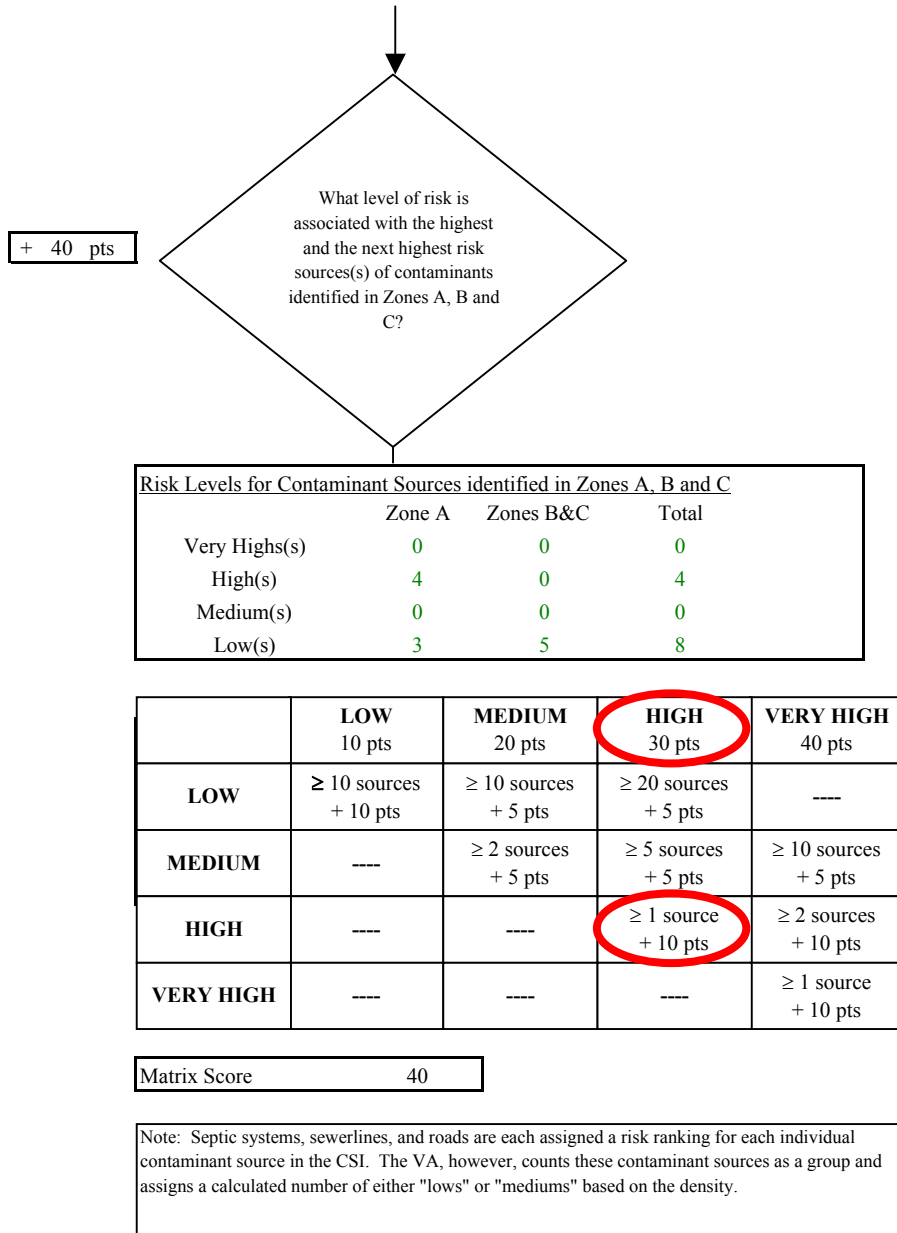 What level of risk is
associated with the highest
and the next highest risk
sources(s) of contaminants
identified in Zones A, B and
C?
+ 40 pts
Risk Levels for Contaminant Sources identified in Zones A, B and C
Zone A Zones B&C Total
Very Highs(s) 0 0 0
High(s) 4 0 4
Medium(s) 0 0 0
Low(s) 3 5 8
LOW MEDIUM HIGH VERY HIGH
10 pts 20 pts 30 pts 40 pts
LOW ≥ 10 sources ≥ 10 sources ≥ 20 sources ----
+ 10 pts + 5 pts + 5 pts
MEDIUM ---- ≥ 2 sources ≥ 5 sources ≥ 10 sources
+ 5 pts + 5 pts + 5 pts
HIGH ---- ---- ≥ 1 source ≥ 2 sources
+ 10 pts + 10 pts
VERY HIGH ---- ---- ---- ≥ 1 source
+ 10 pts
Matrix Score 40
Note: Septic systems, sewerlines, and roads are each assigned a risk ranking for each individual
contaminant source in the CSI. The VA, however, counts these contaminant sources as a group and
assigns a calculated number of either "lows" or "mediums" based on the density.